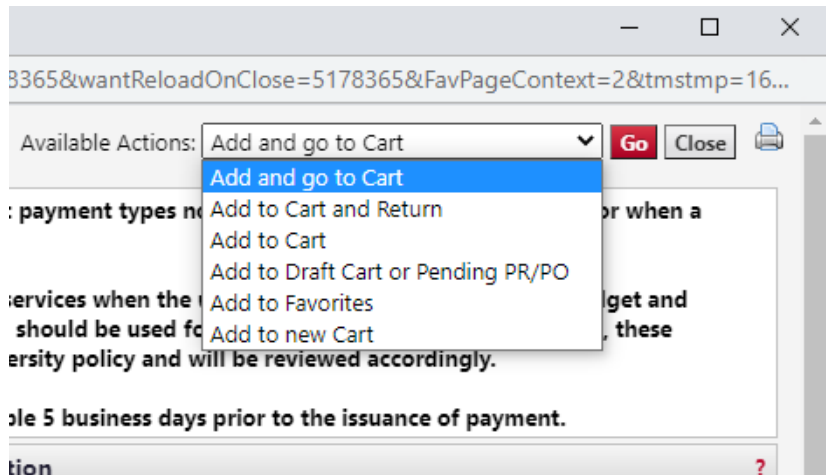 8365&wantReloadOnClose=5178365&FavPageContext=2&tmstmp=16...
Available Actions: Add and go to Cart Go Close
Add and go to Cart
: payment types or when a
Add to Cart and Return
Add to Cart
Add to Draft Cart or Pending PR/PO
services when the get and
Add to Favorites
should be used fo , these
Add to new Cart
ersity policy and will be reviewed accordingly.
ble 5 business days prior to the issuance of payment.
tion ?